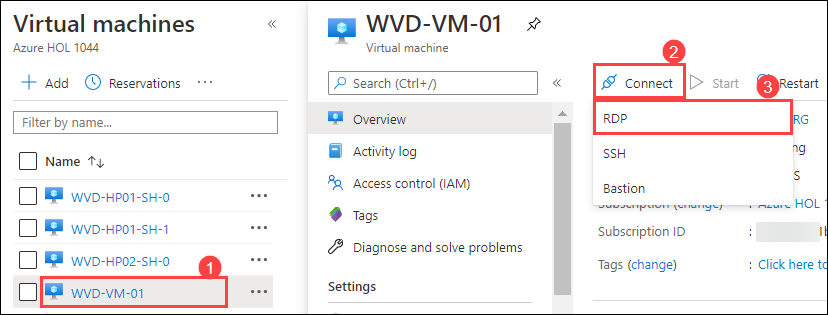 Virtual machines «
Azure HOL 1044
+ Add Reservations ...
Filter by name...
Name ↑↓
WVD-HP01-SH-0 ...
WVD-HP01-SH-1 ...
WVD-HP02-SH-0 ...
1
WVD-VM-01 ...
WVD-VM-01
Virtual machine
Search (Ctrl+/) «
Overview
Activity log
Access control (IAM)
Tags
Diagnose and solve problems
Settings
2
Connect Start Restart
3
RDP
RG
SSH
Bastion
Subscription (change) : Azure HOL 1
Subscription ID :
Tags (change) : Click here to